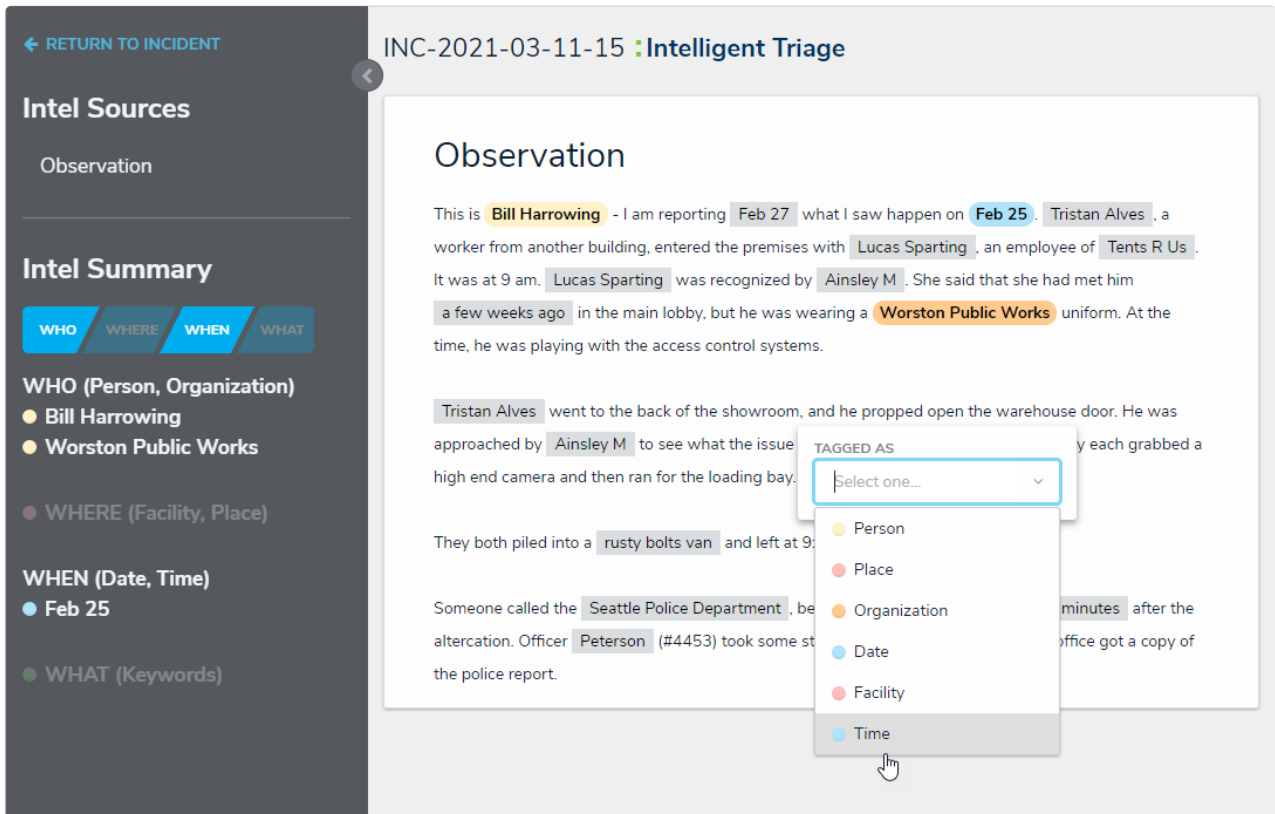 RETURN TO INCIDENT
Intel Sources
Observation
Intel Summary
WHO WHERE WHEN WHAT
WHO (Person, Organization)
Bill Harrowing
Worston Public Works
WHERE (Facility, Place)
WHEN (Date, Time)
Feb 25
WHAT (Keywords)
INC-2021-03-11-15 : Intelligent Triage
Observation
This is Bill Harrowing - I am reporting Feb 27 what I saw happen on Feb 25. Tristan Alves, a
worker from another building, entered the premises with Lucas Sparting, an employee of Tents R Us.
It was at 9 am. Lucas Sparting was recognized by Ainsley M. She said that she had met him
a few weeks ago in the main lobby, but he was wearing a Worston Public Works uniform. At the
time, he was playing with the access control systems.
Tristan Alves went to the back of the showroom, and he propped open the warehouse door. He was
approached by Ainsley M to see what the issue y each grabbed a
high end camera and then ran for the loading bay.
They both piled into a rusty bolts van and left at 9:
Someone called the Seattle Police Department, be minutes after the
altercation. Officer Peterson (#4453) took some st office got a copy of
the police report.
TAGGED AS
Select one...
Person
Place
Organization
Date
Facility
Time